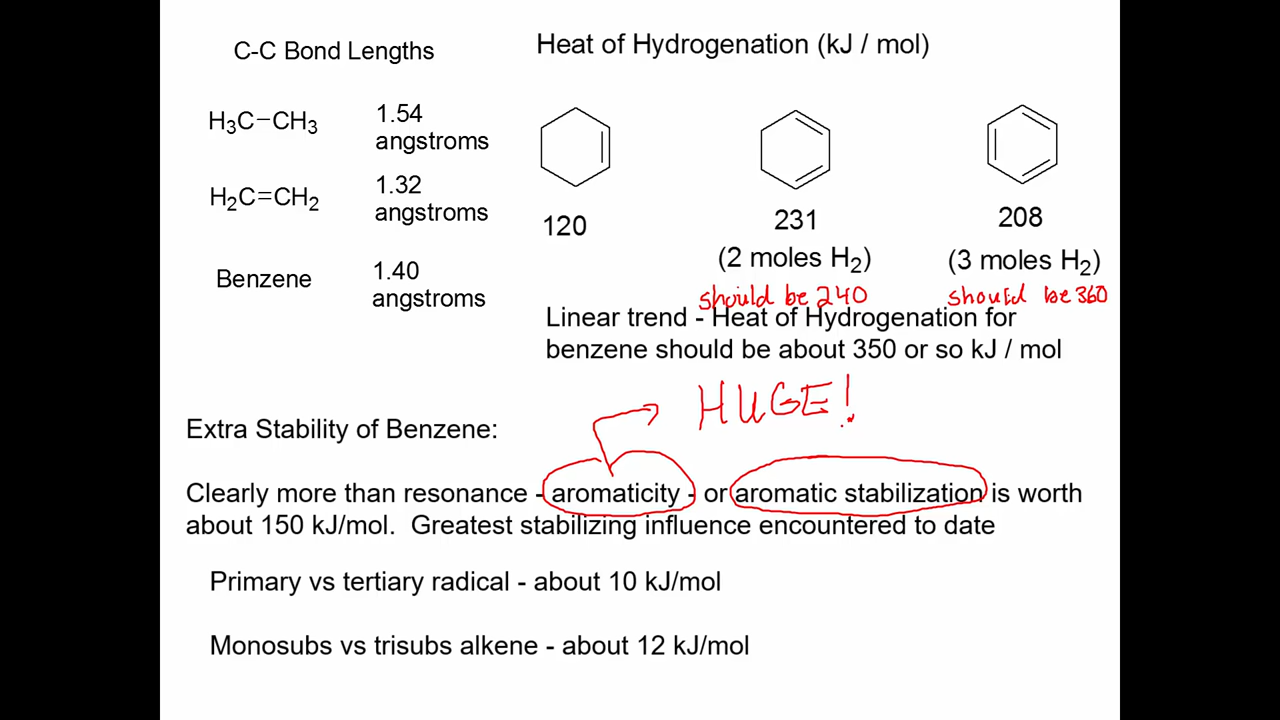 C-C Bond Lengths
Heat of Hydrogenation (kJ / mol)
H₃C−CH₃
1.54
angstroms
H₂C=CH₂
1.32
angstroms
Benzene
1.40
angstroms
120
231
(2 moles H₂)
should be 240
208
(3 moles H₂)
should be 360
Linear trend - Heat of Hydrogenation for
benzene should be about 350 or so kJ / mol
HUGE!
Extra Stability of Benzene:
Clearly more than resonance - aromaticity - or aromatic stabilization is worth
about 150 kJ/mol. Greatest stabilizing influence encountered to date
Primary vs tertiary radical - about 10 kJ/mol
Monosubs vs trisubs alkene - about 12 kJ/mol